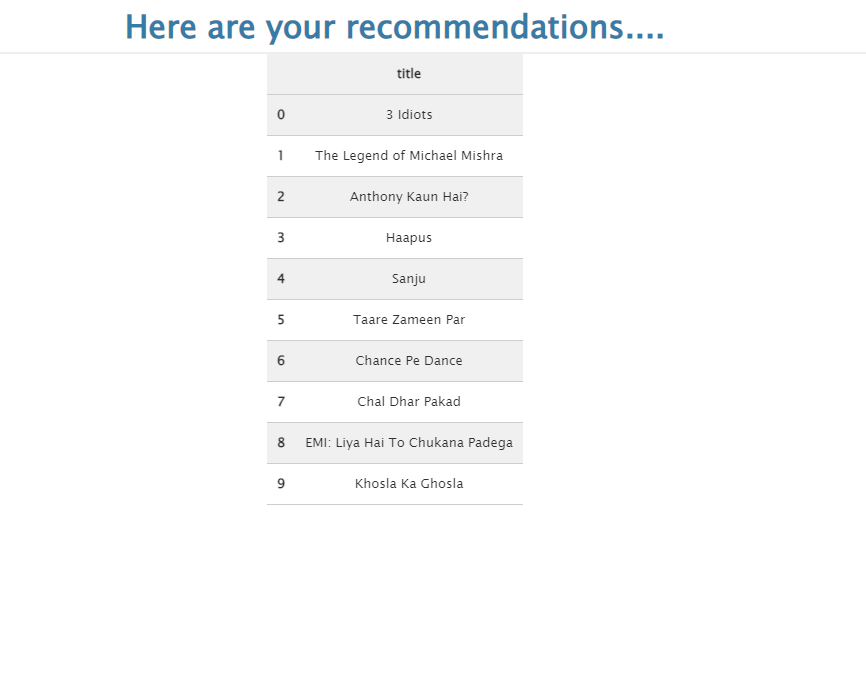 Here are your recommendations....
title
0 3 Idiots
1 The Legend of Michael Mishra
2 Anthony Kaun Hai?
3 Haapus
4 Sanju
5 Taare Zameen Par
6 Chance Pe Dance
7 Chal Dhar Pakad
8 EMI: Liya Hai To Chukana Padega
9 Khosla Ka Ghosla